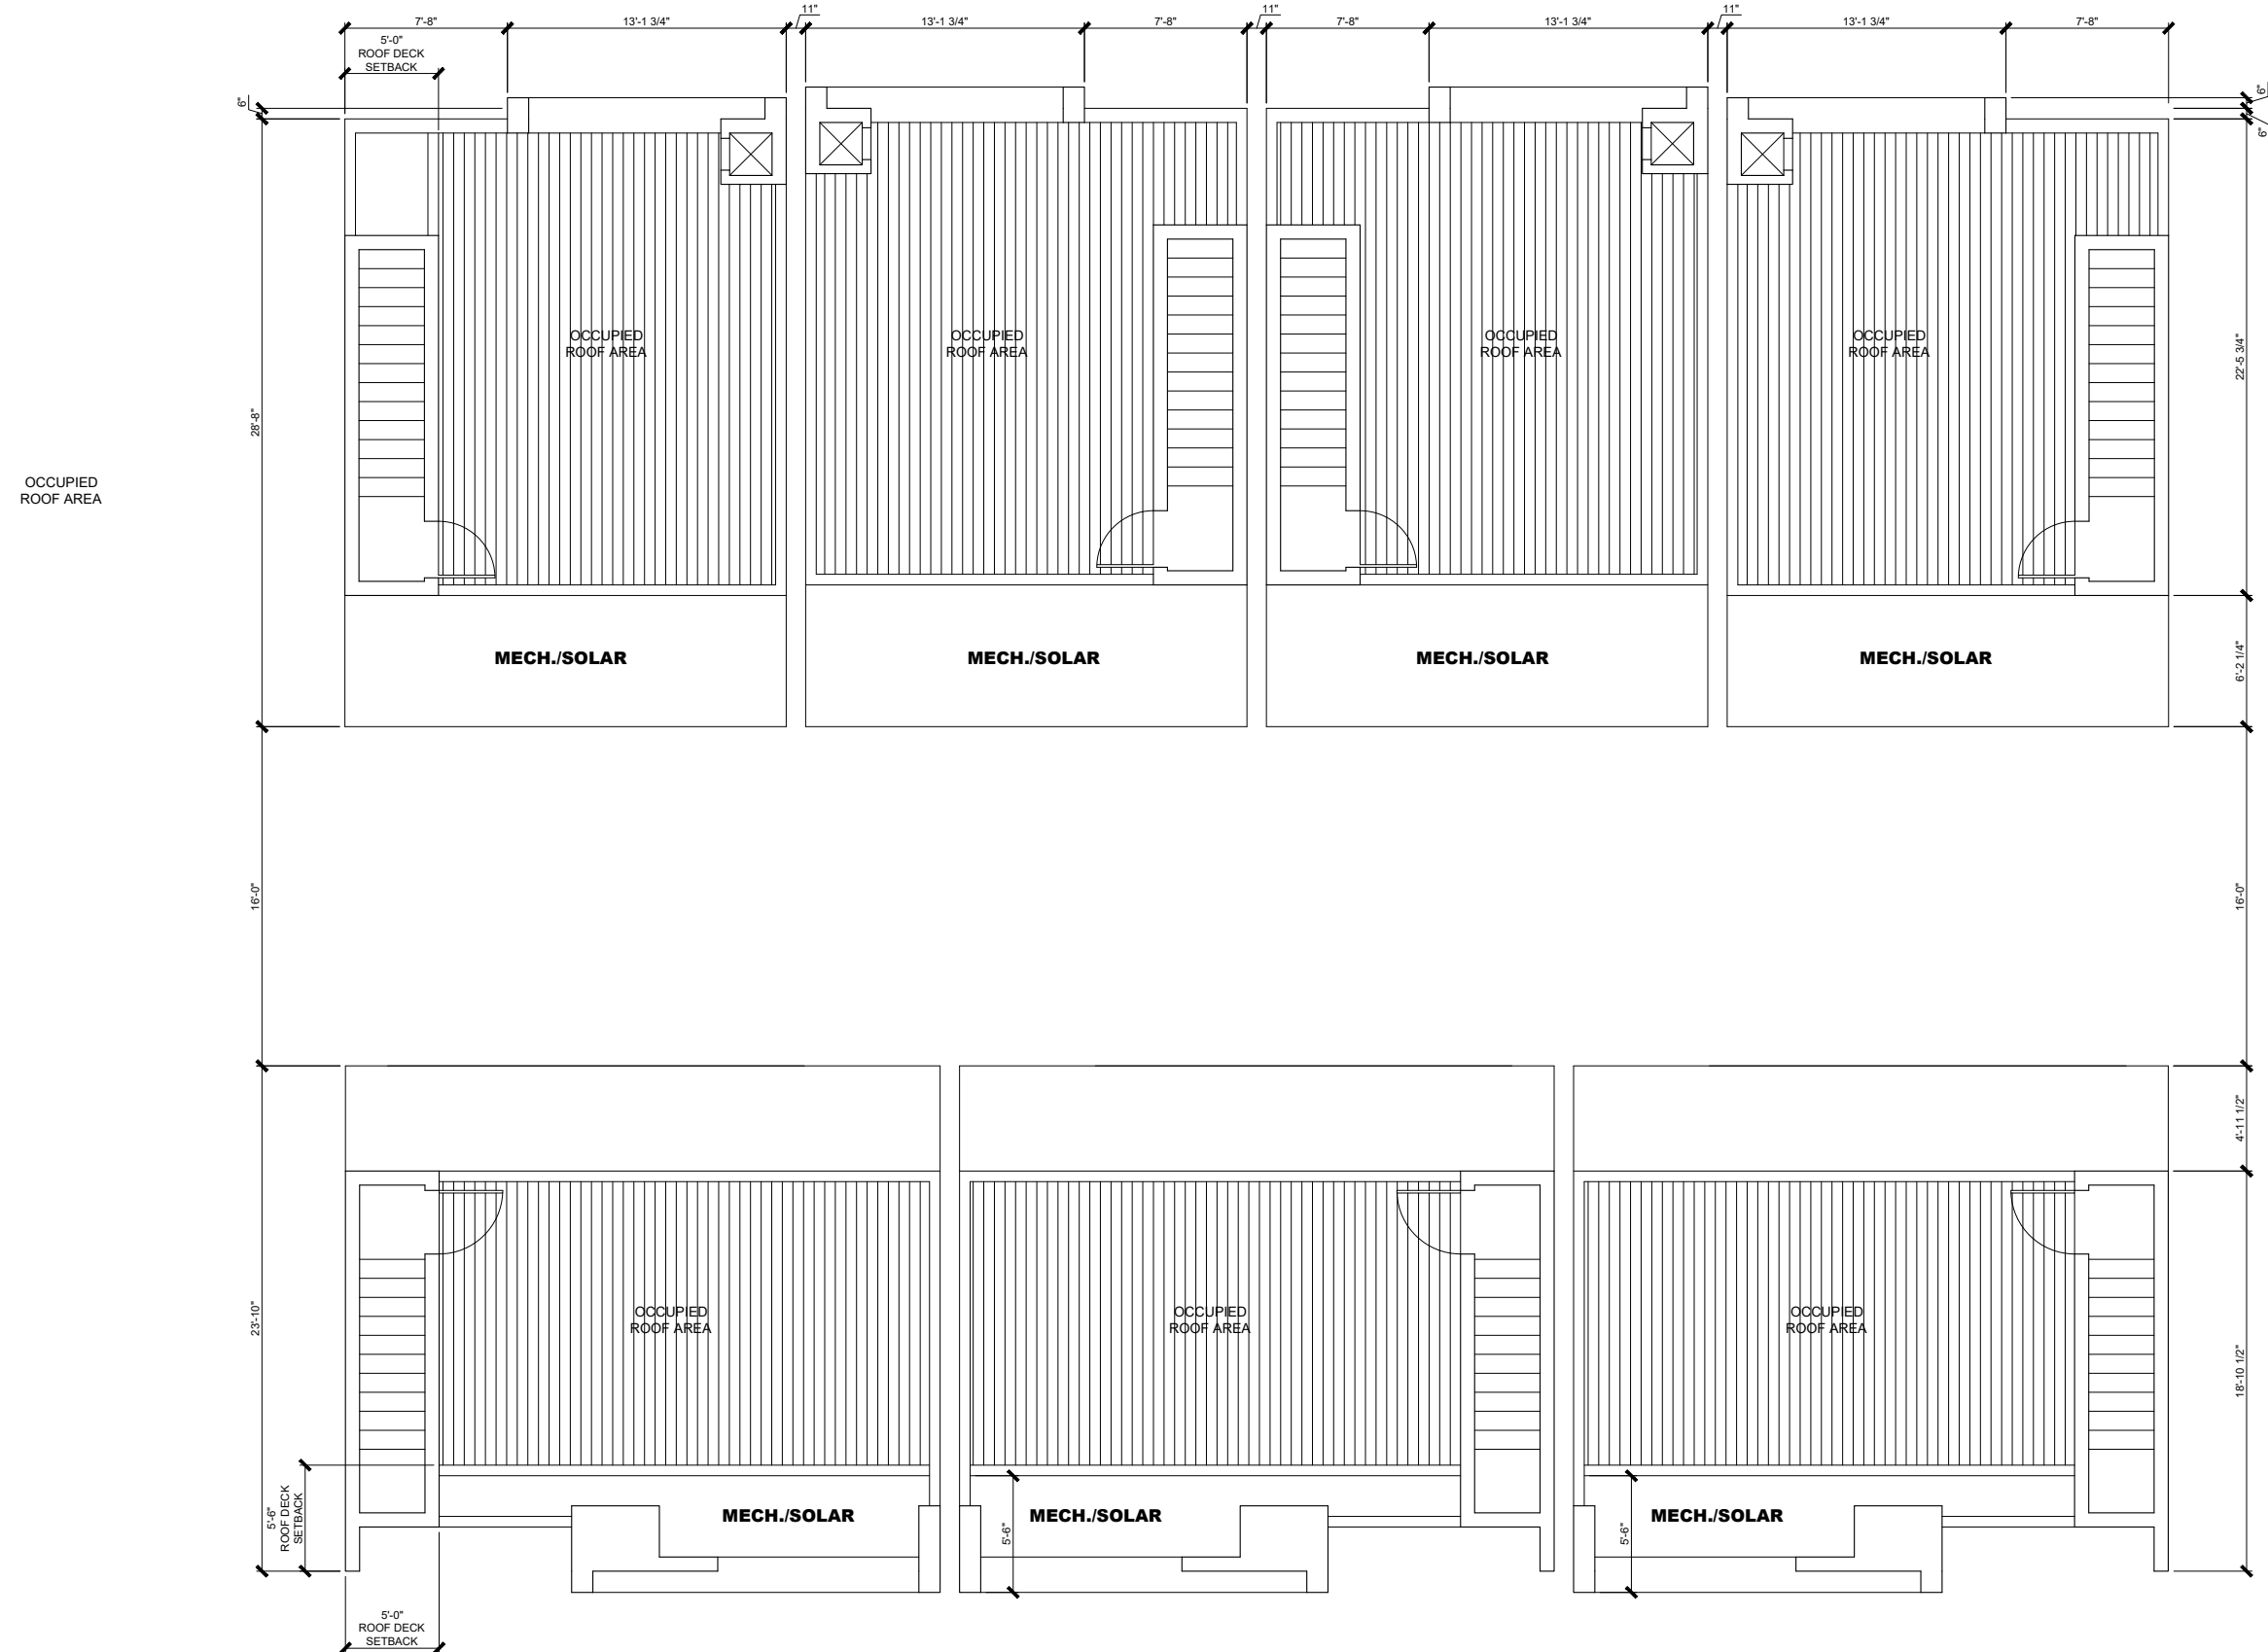 11"
11"
11"
7'-8"
13'-1 3/4"
13'-1 3/4"
7'-8"
7'-8"
13'-1 3/4"
13'-1 3/4"
7'-8"
5'-0"
ROOF DECK
SETBACK
6"
6"
6"
OCCUPIED
ROOF AREA
OCCUPIED
ROOF AREA
OCCUPIED
ROOF AREA
OCCUPIED
ROOF AREA
22'-5 3/4"
28'-8"
OCCUPIED
ROOF AREA
MECH./SOLAR
MECH./SOLAR
MECH./SOLAR
MECH./SOLAR
6'-2 1/4"
16'-0"
16'-0"
4'-11 1/2"
23'-10"
OCCUPIED
ROOF AREA
OCCUPIED
ROOF AREA
OCCUPIED
ROOF AREA
18'-10 1/2"
5'-6"
ROOF DECK
SETBACK
MECH./SOLAR
MECH./SOLAR
MECH./SOLAR
5'-6"
5'-6"
5'-0"
ROOF DECK
SETBACK